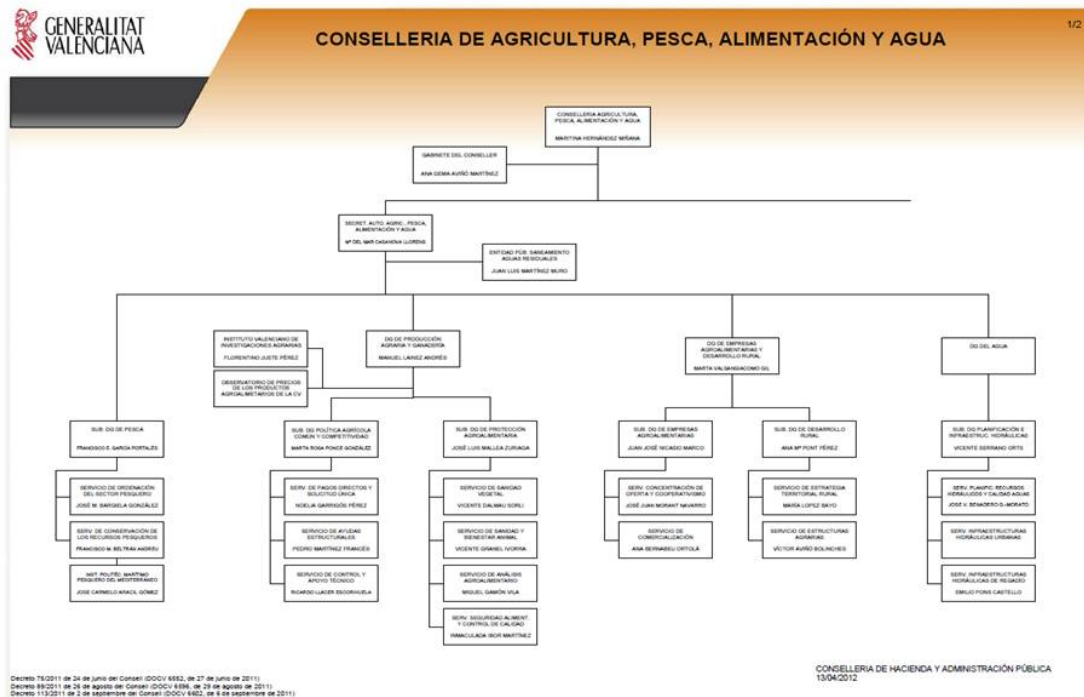 GENERALITAT
VALENCIANA
1/2
CONSELLERIA DE AGRICULTURA, PESCA, ALIMENTACIÓN Y AGUA
CONSELLERIA AGRICULTURA,
PESCA, ALIMENTACIÓN Y AGUA
MARITINA HERNÁNDEZ MIÑANA
GABINETE DEL CONSELLER
ANA GEMA AVIÑÓ MARTÍNEZ
SECRET. AUTO. AGRIC., PESCA,
ALIMENTACIÓN Y AGUA
Mª DEL MAR CASANOVA LLORENS
ENTIDAD PÚB. SANEAMIENTO
AGUAS RESIDUALES
JUAN LUIS MARTÍNEZ MURO
INSTITUTO VALENCIANO DE
INVESTIGACIONES AGRARIAS
FLORENTINO JUSTE PÉREZ
OBSERVATORIO DE PRECIOS
DE LOS PRODUCTOS
AGROALIMETARIOS DE LA CV
DG DE PRODUCCIÓN
AGRARIA Y GANADERÍA
MANUEL LAINEZ ANDRÉS
DG DE EMPRESAS
AGROALIMENTARIAS Y
DESARROLLO RURAL
MARTA VALSANGIACOMO GIL
DG DEL AGUA
SUB. DG DE PESCA
FRANCISCO E. GARCÍA PORTALÉS
SERVICIO DE ORDENACIÓN
DEL SECTOR PESQUERO
JOSÉ M. BARGIELA GONZÁLEZ
SERV. DE CONSERVACIÓN DE
LOS RECURSOS PESQUEROS
FRANCISCO M. BELTRÁN ANDREU
INST. POLITÉC. MARÍTIMO
PESQUERO DEL MEDITERRANEO
JOSE CARMELO ARACIL GÓMEZ
SUB. DG POLÍTICA AGRÍCOLA
COMÚN Y COMPETITIVIDAD
MARTA ROSA PONCE GONZÁLEZ
SERV. DE PAGOS DIRECTOS Y
SOLICITUD ÚNICA
NOELIA GARRIGÓS PÉREZ
SERVICIO DE AYUDAS
ESTRUCTURALES
PEDRO MARTÍNEZ FRANCÉS
SERVICIO DE CONTROL Y
APOYO TÉCNICO
RICARDO LLACER ESCORIHUELA
SUB. DG DE PROTECCIÓN
AGROALIMENTARIA
JOSÉ LUIS MALLEA ZURIAGA
SERVICIO DE SANIDAD
VEGETAL
VICENTE DALMAU SORLI
SERVICIO DE SANIDAD Y
BIENESTAR ANIMAL
VICENTE GRANEL IVORRA
SERVICIO DE ANÁLISIS
AGROALIMENTARIO
MIGUEL GAMÓN VILA
SERV. SEGURIDAD ALIMENT.
Y CONTROL DE CALIDAD
INMACULADA IBOR MARTÍNEZ
SUB. DG DE EMPRESAS
AGROALIMENTARIAS
JUAN JOSÉ NICASIO MARCO
SERV. CONCENTRACIÓN DE
OFERTA Y COOPERATIVISMO
JOSÉ JUAN MORANT NAVARRO
SERVICIO DE
COMERCIALIZACIÓN
ANA BERNABEU ORTOLÁ
SUB. DG DE DESARROLLO
RURAL
ANA Mª PONT PÉREZ
SERVICIO DE ESTRATEGIA
TERRITORIAL RURAL
MARÍA LOPEZ BAYO
SERVICIO DE ESTRUCTURAS
AGRARIAS
VÍCTOR AVIÑO BOLINCHES
SUB. DG PLANIFICACIÓN E
INFRAESTRUC. HIDRÁULICAS
VICENTE SERRANO ORTS
SERV. PLANIFIC. RECURSOS
HIDRÁULICOS Y CALIDAD AGUAS
JOSÉ V. BENADERO G.-MORATO
SERV. INFRAESTRUCTURAS
HIDRÁULICAS URBANAS
SERV. INFRAESTRUCTURAS
HIDRÁULICAS DE REGADÍO
EMILIO PONS CASTELLO
CONSELLERIA DE HACIENDA Y ADMINISTRACIÓN PÚBLICA
13/04/2012
Decreto 75/2011 de 24 de junio del Consell (DOCV 6552, de 27 de junio de 2011)
Decreto 89/2011 de 26 de agosto del Consell (DOCV 6596, de 29 de agosto de 2011)
Decreto 113/2011 de 2 de septiembre del Consell (DOCV 6602, de 6 de septiembre de 2011)